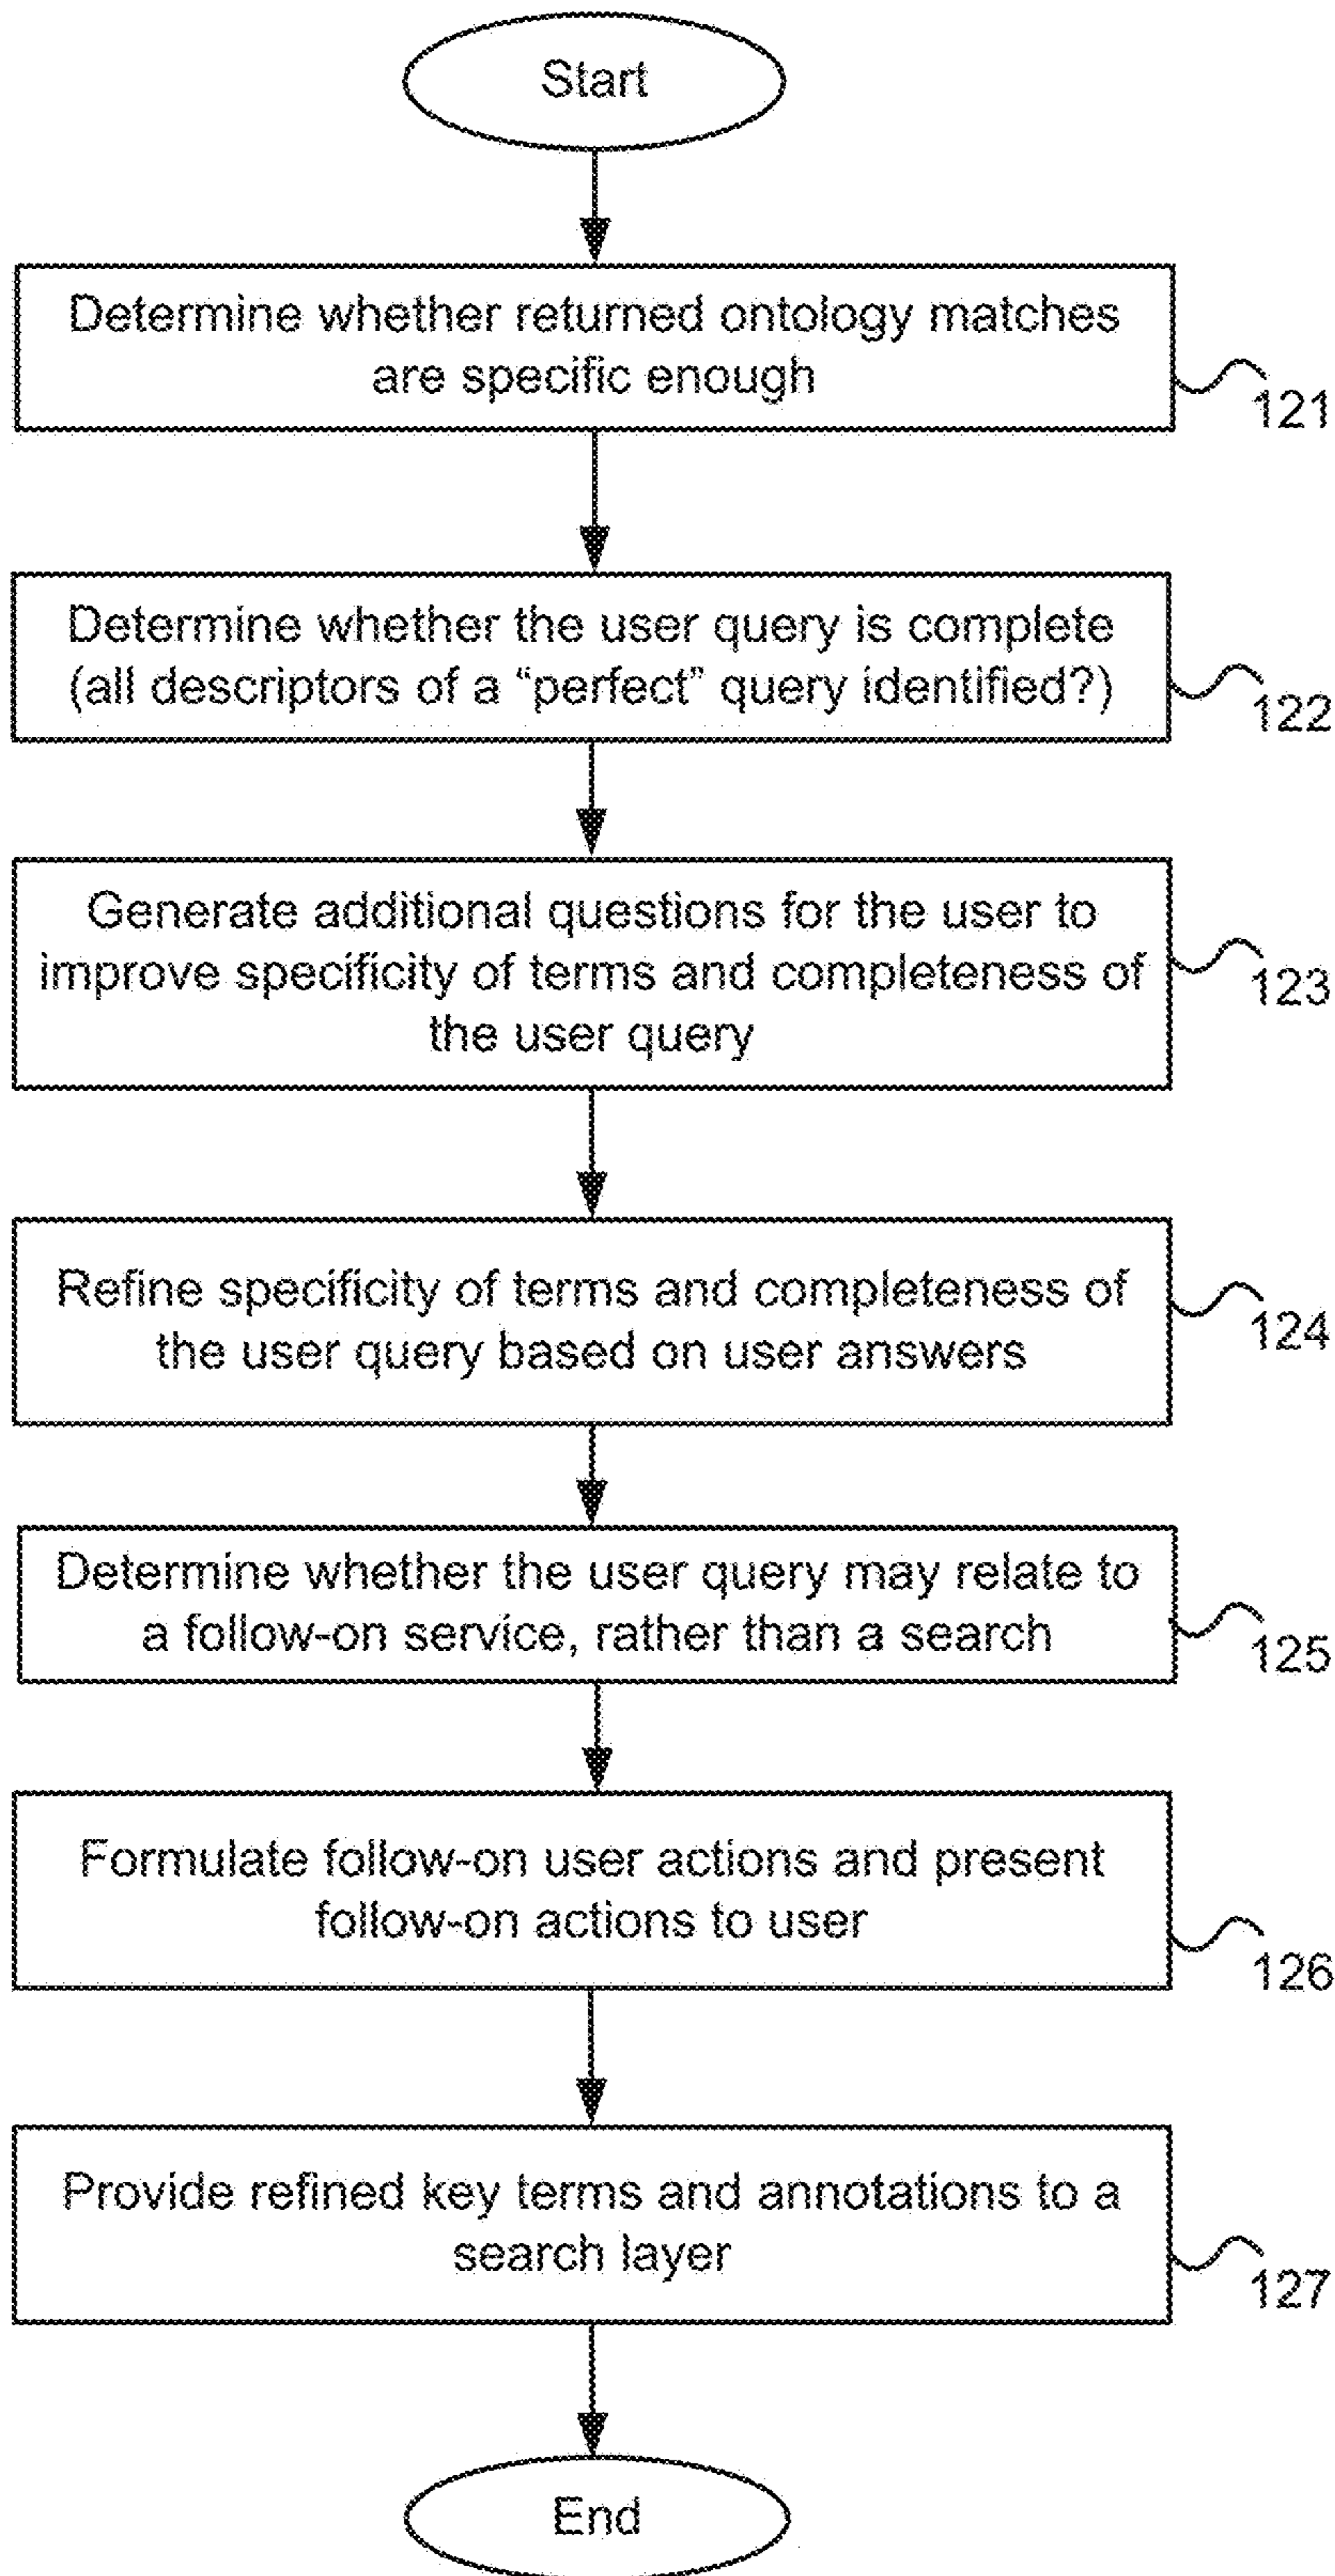 Start
Determine whether returned ontology matches
are specific enough
121
Determine whether the user query is complete
(all descriptors of a “perfect” query identified?)
122
Generate additional questions for the user to
improve specificity of terms and completeness of
the user query
123
Refine specificity of terms and completeness of
the user query based on user answers
124
Determine whether the user query may relate to
a follow-on service, rather than a search
125
Formulate follow-on user actions and present
follow-on actions to user
126
Provide refined key terms and annotations to a
search layer
127
End